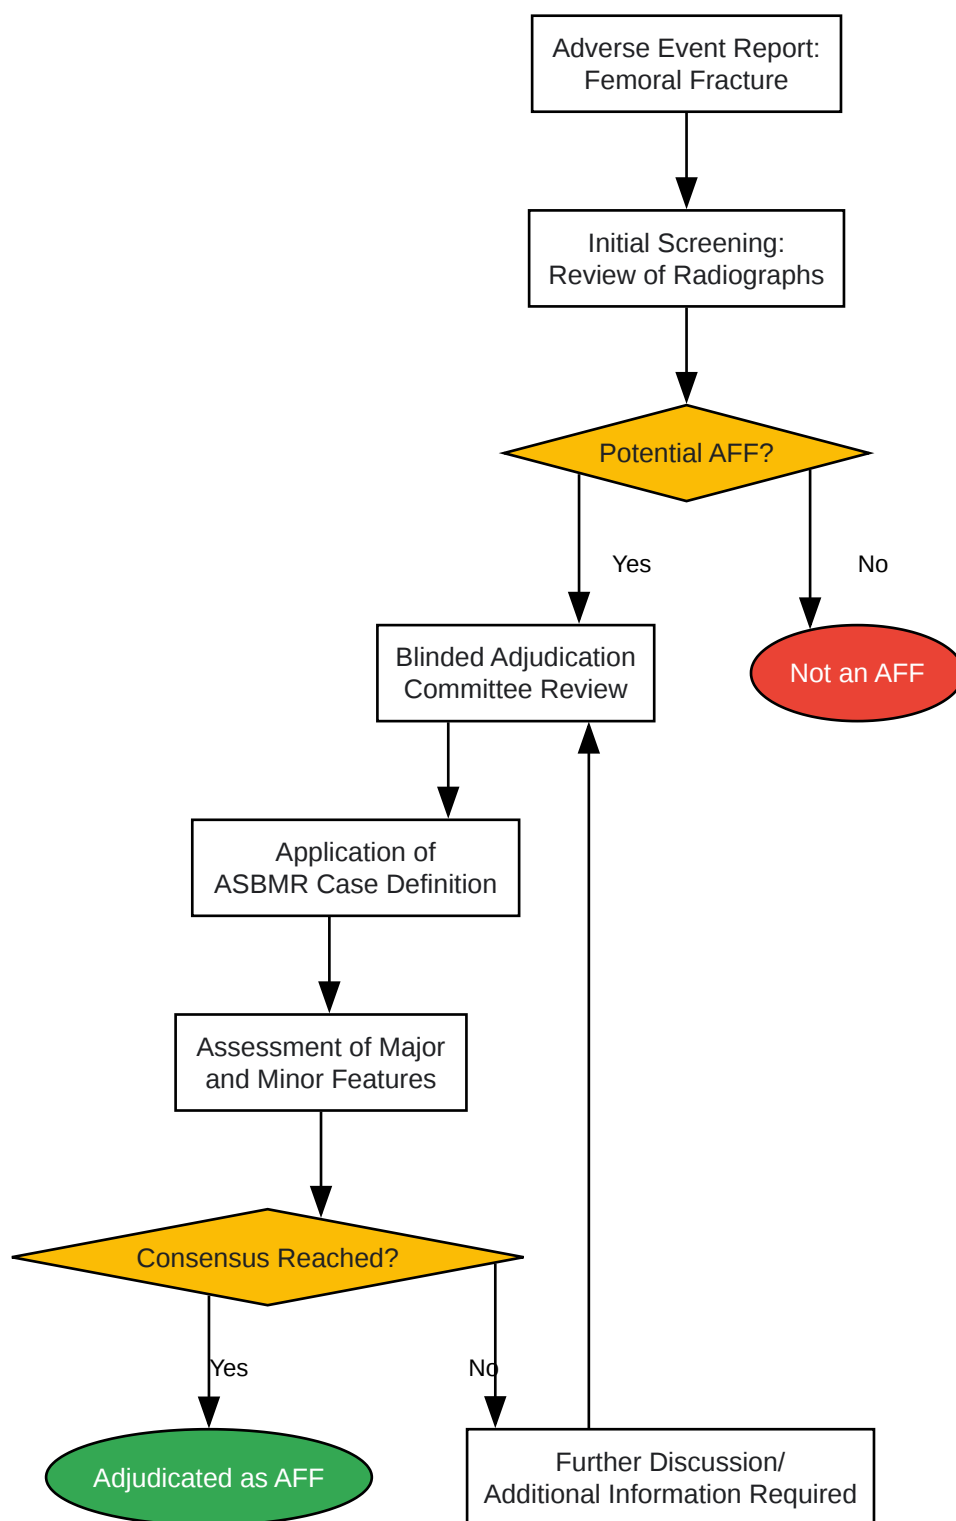 Adverse Event Report:
Femoral Fracture
Initial Screening:
Review of Radiographs
Potential AFF?
Yes
No
Blinded Adjudication
Committee Review
Not an AFF
Application of
ASBMR Case Definition
Assessment of Major
and Minor Features
Consensus Reached?
Yes
No
Adjudicated as AFF
Further Discussion/
Additional Information Required